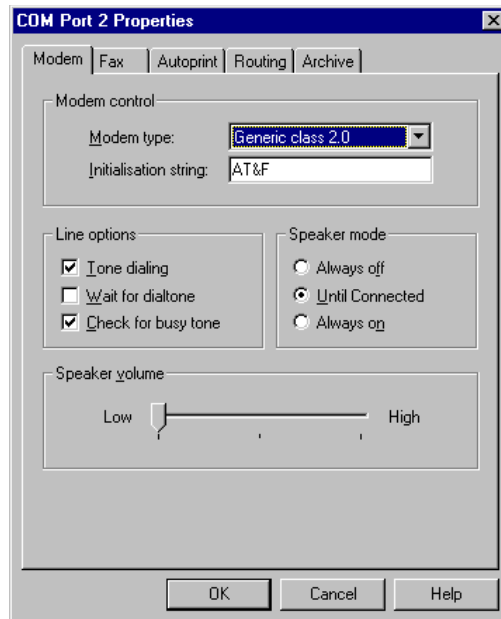 COM Port 2 Properties
Modem Fax Autoprint Routing Archive
Modem control
Modem type: Generic class 2.0
Initialisation string: AT&F
Line options
Tone dialing
Wait for dialtone
Check for busy tone
Speaker mode
Always off
Until Connected
Always on
Speaker volume
Low High
OK Cancel Help